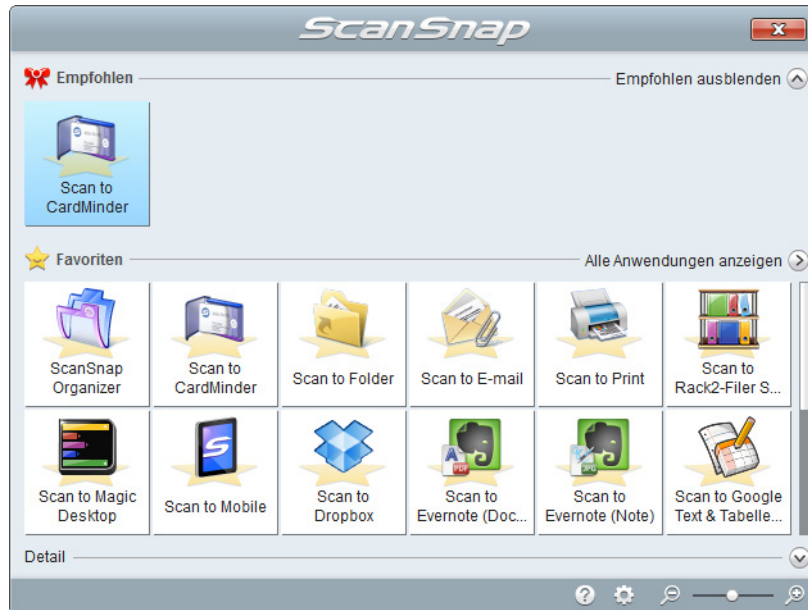 ScanSnap
Empfohlen
Empfohlen ausblenden
Scan to
CardMinder
Favoriten
Alle Anwendungen anzeigen
ScanSnap
Organizer
Scan to
CardMinder
Scan to Folder
Scan to E-mail
Scan to Print
Scan to
Rack2-Filer S...
Scan to Magic
Desktop
Scan to Mobile
Scan to
Dropbox
PDF
Scan to
Evernote (Doc...
JPG
Scan to
Evernote (Note)
Scan to Google
Text & Tabelle...
Detail